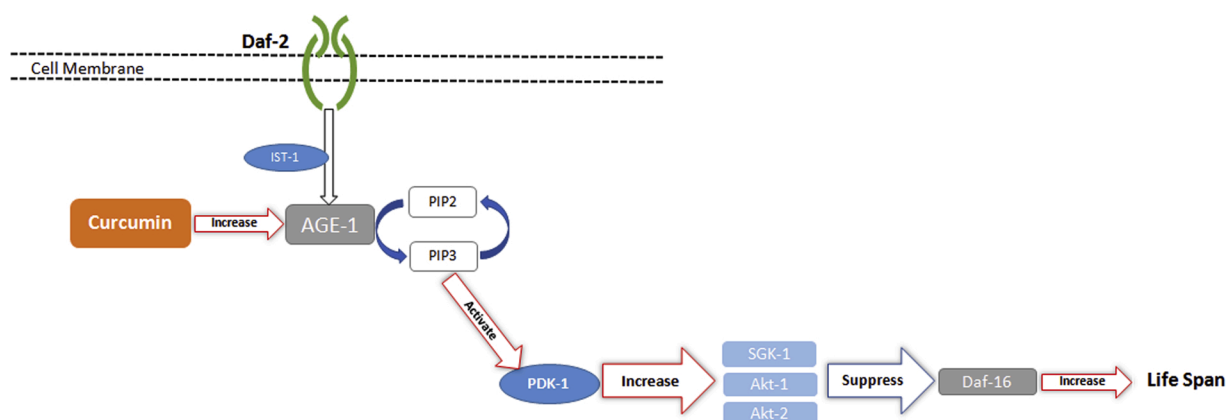 Daf-2
Cell Membrane
IST-1
Curcumin
Increase
AGE-1
PIP2
PIP3
Activate
PDK-1
Increase
SGK-1
Akt-1
Akt-2
Suppress
Daf-16
Increase
Life Span